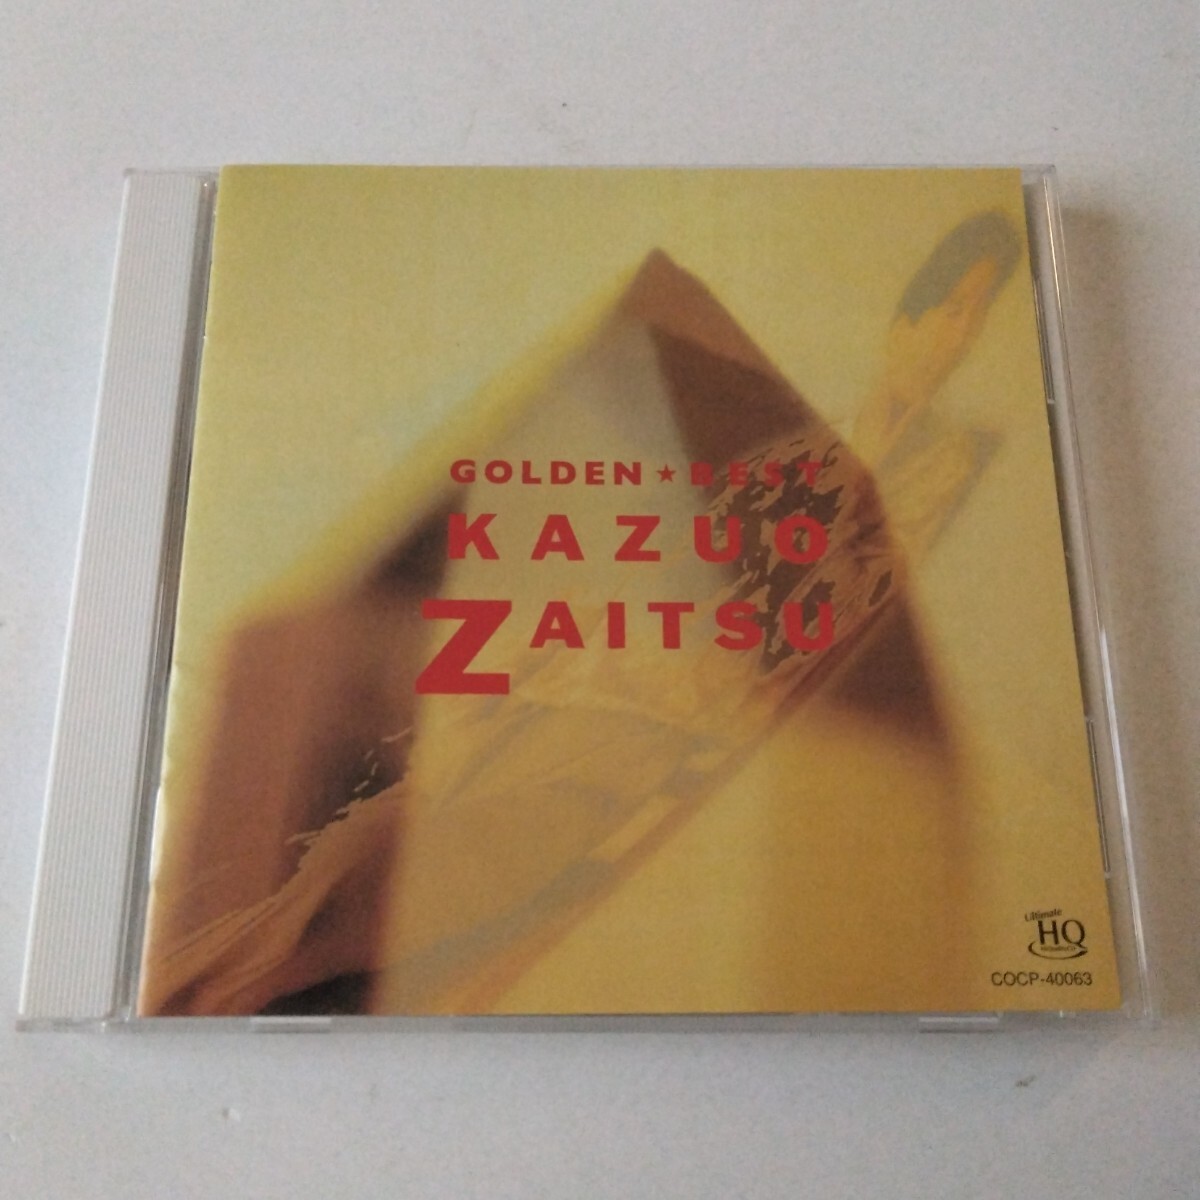 GOLDEN★BEST
KAZUO
ZAITSU
Ultimate
HQ
COCP-40063